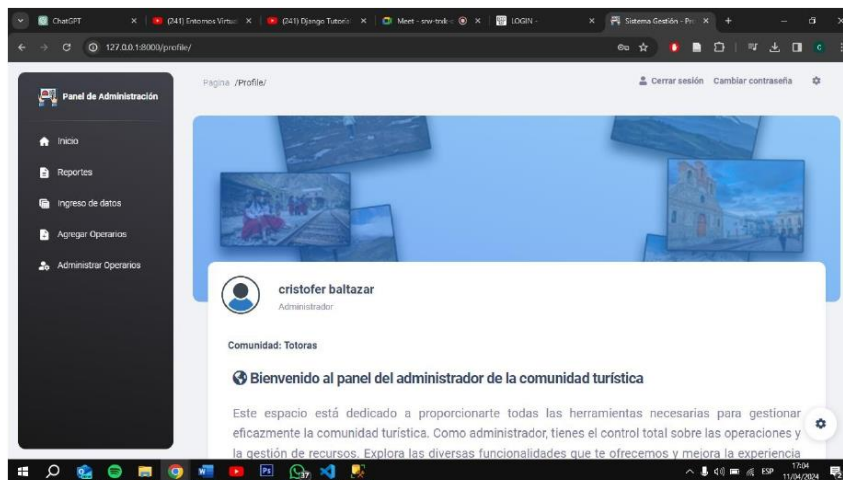 ChatGPT
(241) Entornos Virtua
(241) Django Tutoria
Meet - snw-tndk-
LOGIN -
Sistema Gestión - Pro
127.0.0.1:8000/profile/
Panel de Administración
Pagina /Profile/
Cerrar sesión Cambiar contraseña
Inicio
Reportes
Ingreso de datos
Agregar Operarios
Administrar Operarios
cristofer baltazar
Administrador
Comunidad: Totoras
Bienvenido al panel del administrador de la comunidad turística
Este espacio está dedicado a proporcionarte todas las herramientas necesarias para gestionar
eficazmente la comunidad turística. Como administrador, tienes el control total sobre las operaciones y
la gestión de recursos. Explora las diversas funcionalidades que te ofrecemos y mejora la experiencia
37
ESP
17:04
11/04/2024